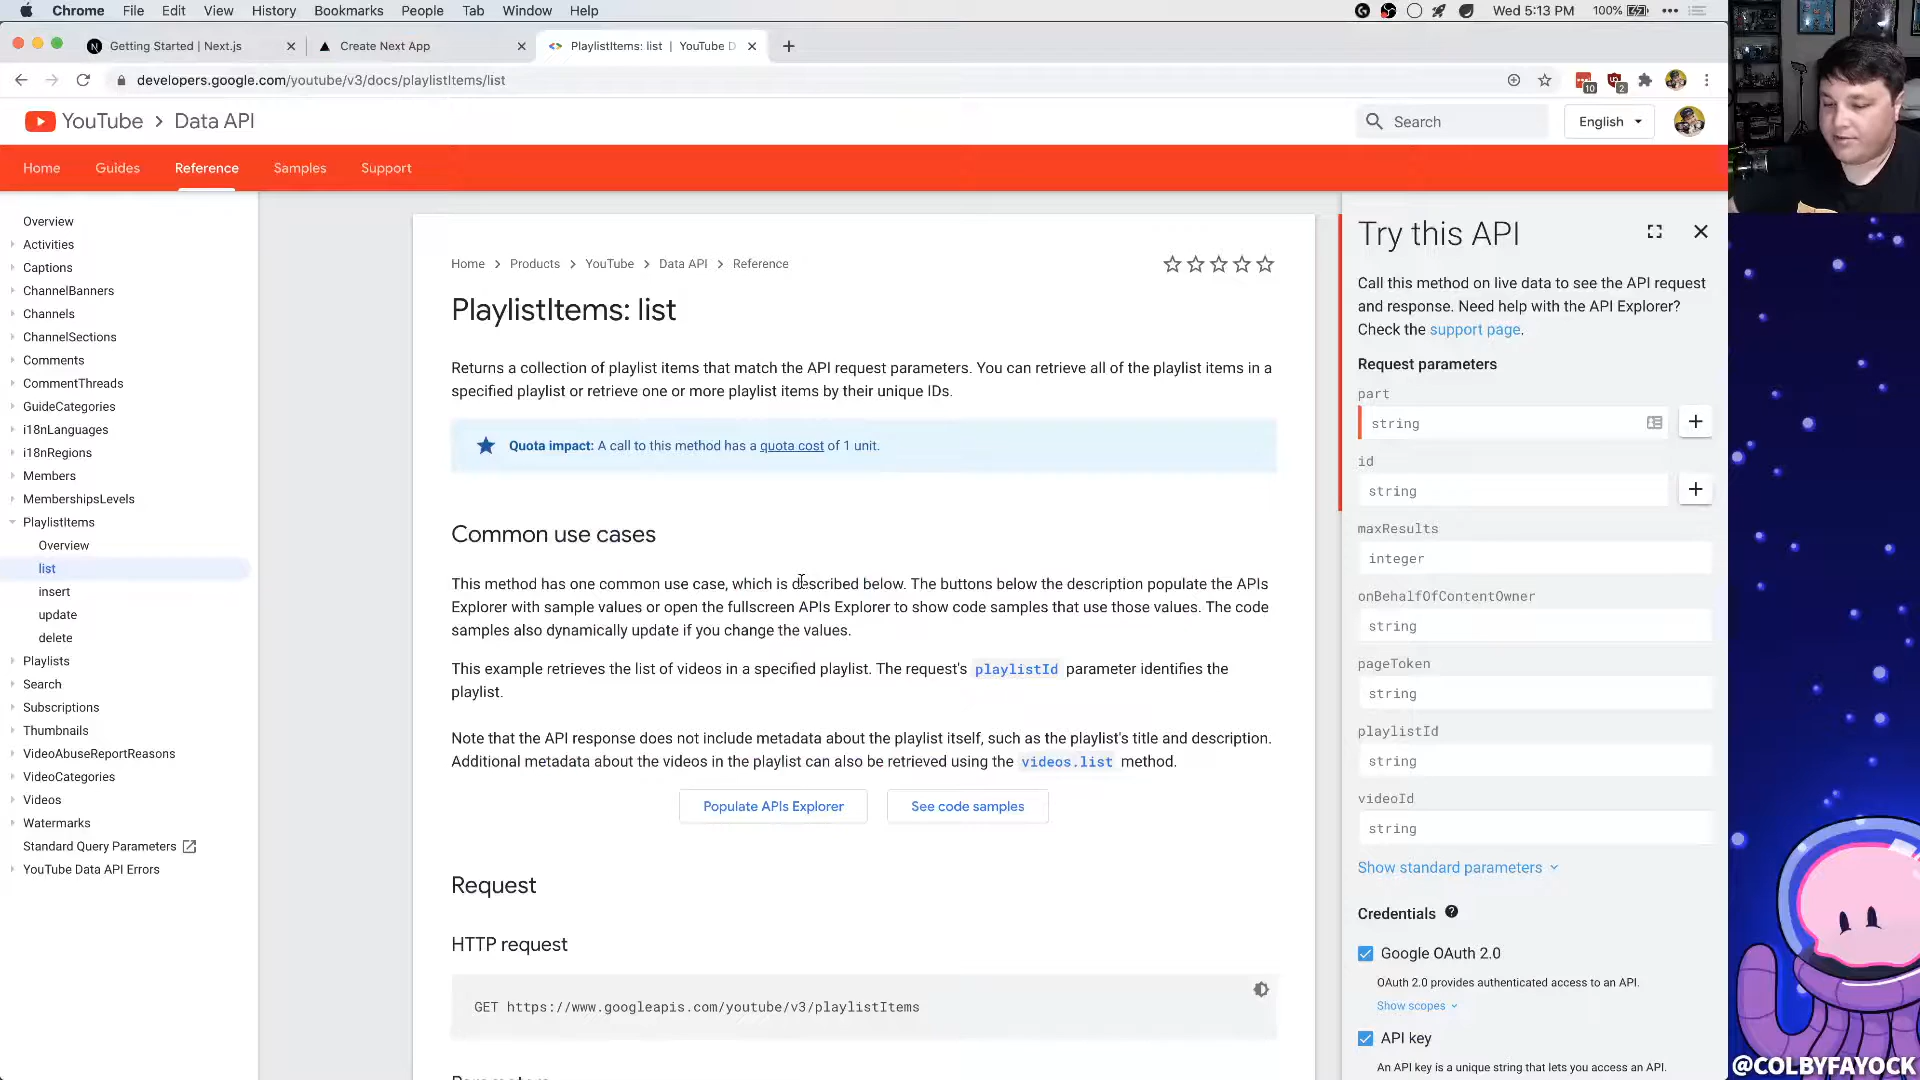 Chrome File Edit View History Bookmarks People Tab Window Help Wed 5:13 PM 100%
Getting Started | Next.js Create Next App PlaylistItems: list | YouTube D
developers.google.com/youtube/v3/docs/playlistItems/list 10 2
YouTube > Data API Search English
Home Guides Reference Samples Support
Overview
Activities
Captions
ChannelBanners
Channels
ChannelSections
Comments
CommentThreads
GuideCategories
i18nLanguages
i18nRegions
Members
MembershipsLevels
PlaylistItems
Overview
list
insert
update
delete
Playlists
Search
Subscriptions
Thumbnails
VideoAbuseReportReasons
VideoCategories
Videos
Watermarks
Standard Query Parameters
YouTube Data API Errors
Home > Products > YouTube > Data API > Reference
PlaylistItems: list
Returns a collection of playlist items that match the API request parameters. You can retrieve all of the playlist items in a
specified playlist or retrieve one or more playlist items by their unique IDs.
Quota impact: A call to this method has a quota cost of 1 unit.
Common use cases
This method has one common use case, which is described below. The buttons below the description populate the APIs
Explorer with sample values or open the fullscreen APIs Explorer to show code samples that use those values. The code
samples also dynamically update if you change the values.
This example retrieves the list of videos in a specified playlist. The request's playlistId parameter identifies the
playlist.
Note that the API response does not include metadata about the playlist itself, such as the playlist's title and description.
Additional metadata about the videos in the playlist can also be retrieved using the videos.list method.
Populate APIs Explorer See code samples
Request
HTTP request
GET https://www.googleapis.com/youtube/v3/playlistItems
Parameters
Try this API
Call this method on live data to see the API request
and response. Need help with the API Explorer?
Check the support page.
Request parameters
part
string
id
string
maxResults
integer
onBehalfOfContentOwner
string
pageToken
string
playlistId
string
videoId
string
Show standard parameters
Credentials
Google OAuth 2.0
OAuth 2.0 provides authenticated access to an API.
Show scopes
API key
An API key is a unique string that lets you access an API.
@COLBYFAYOCK